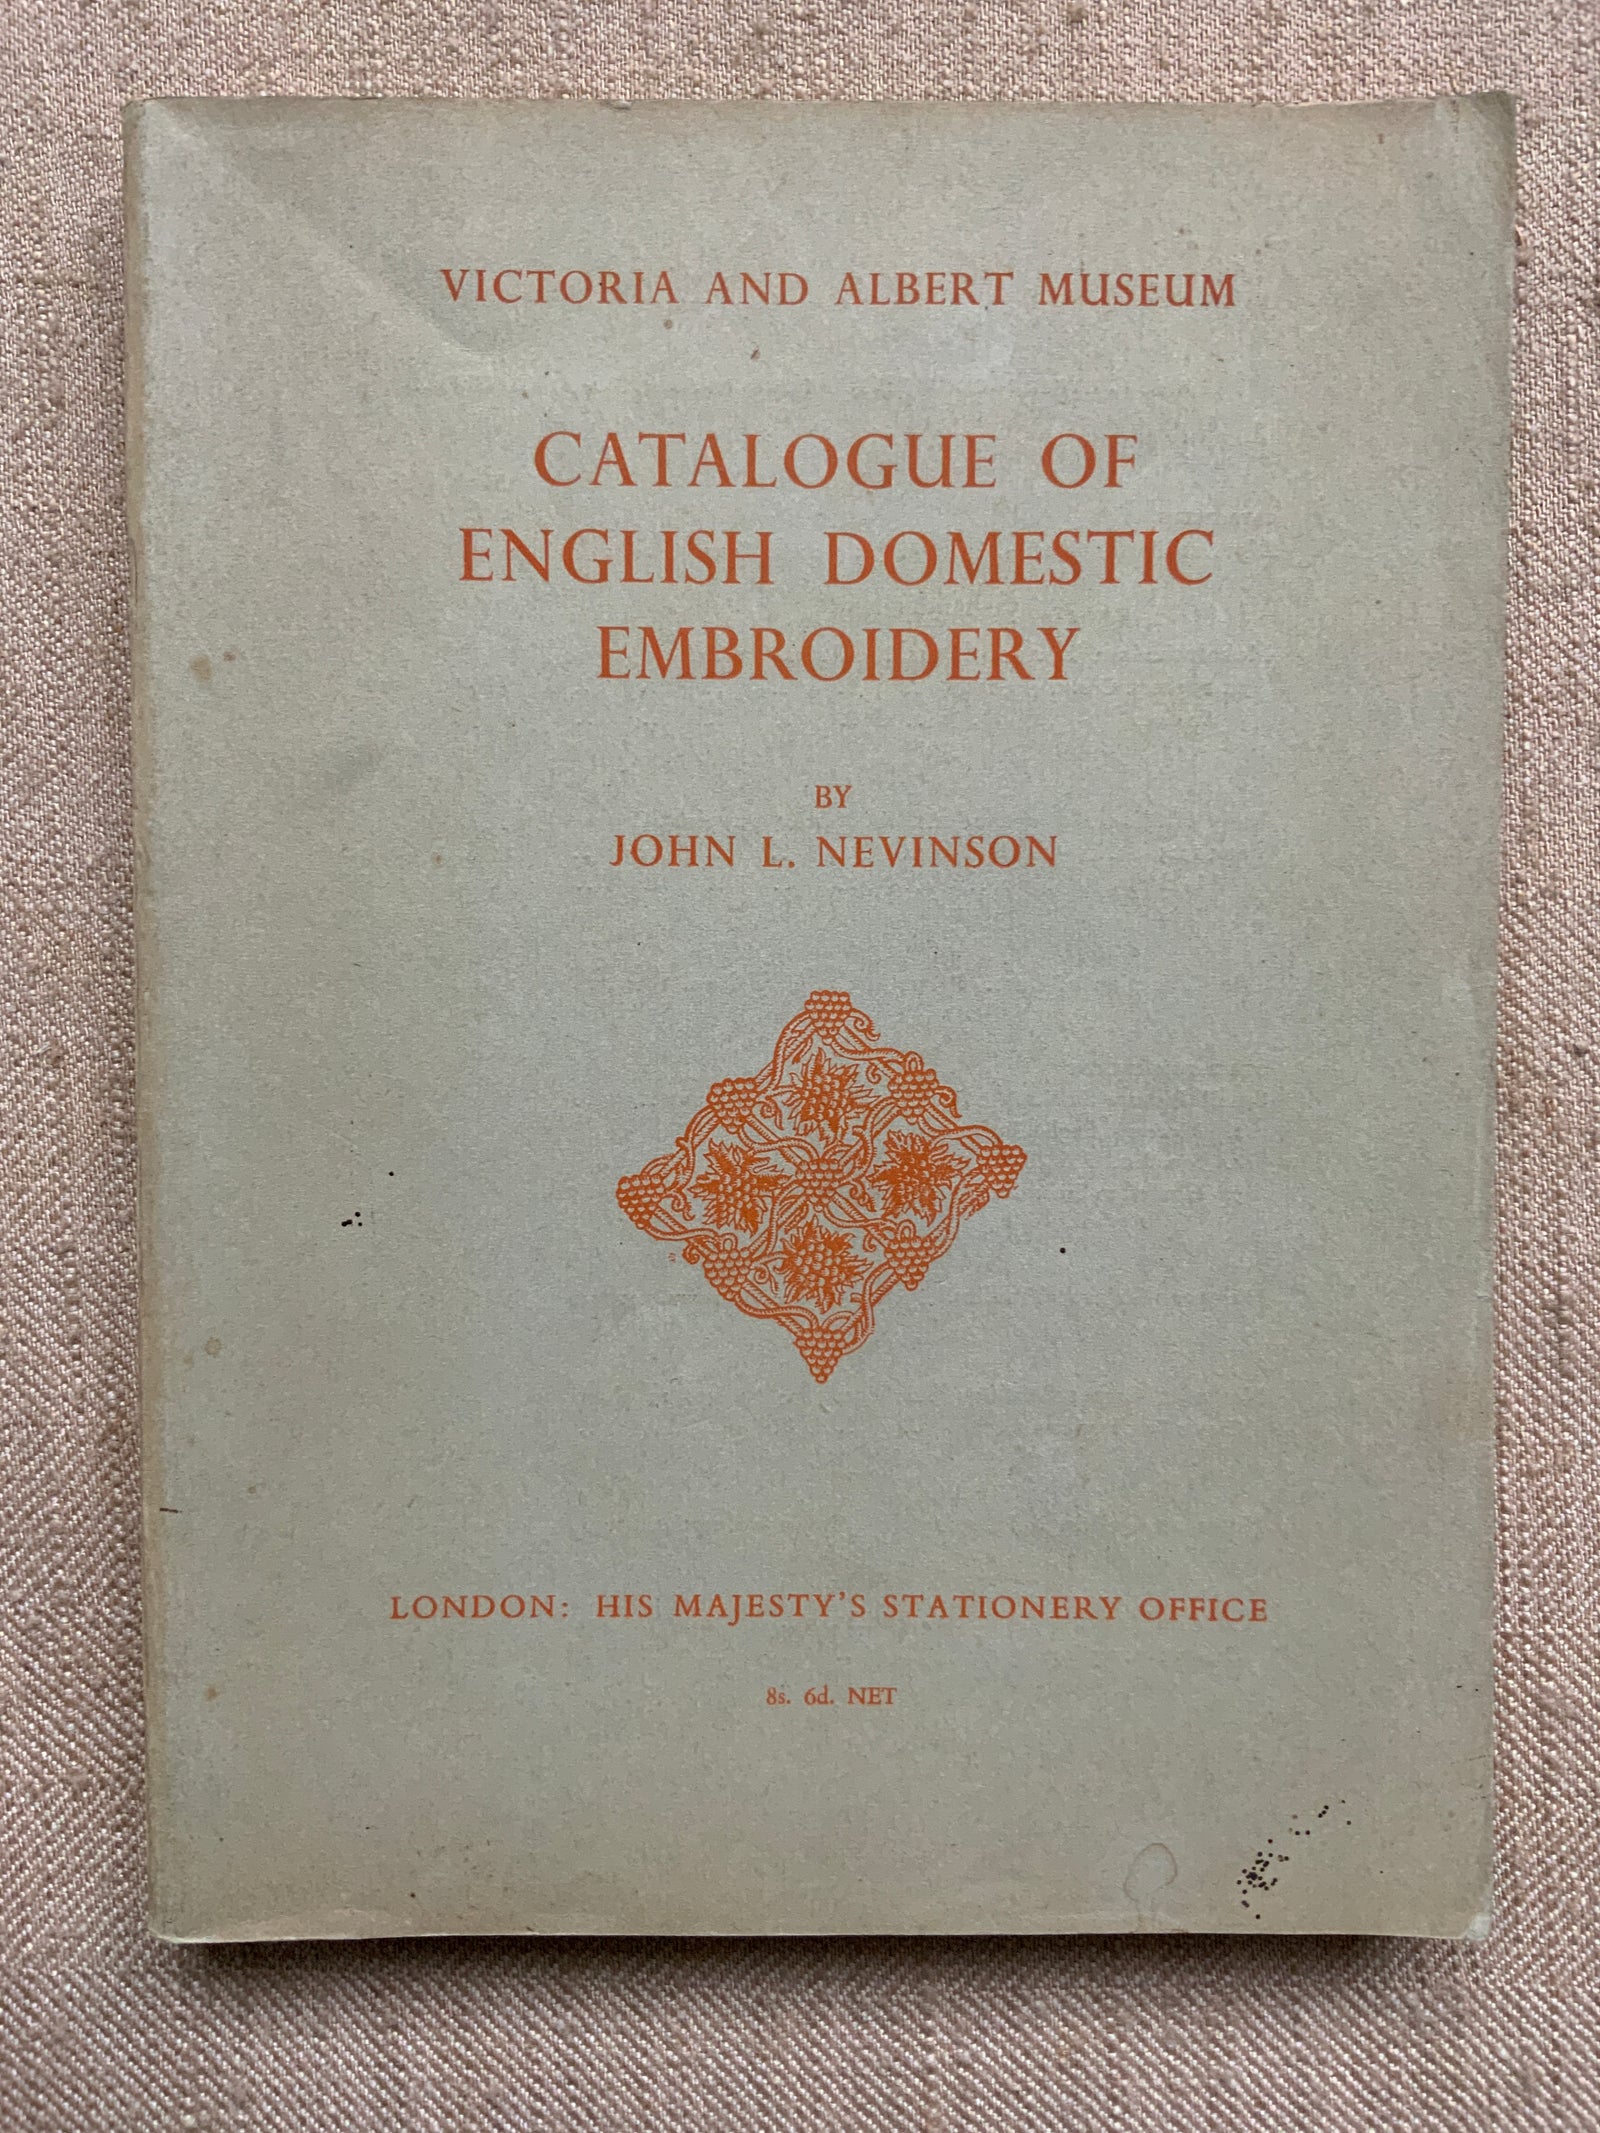 VICTORIA AND ALBERT MUSEUM
CATALOGUE OF
ENGLISH DOMESTIC
EMBROIDERY
BY
JOHN L. NEVINSON
LONDON: HIS MAJESTY'S STATIONERY OFFICE
8s. 6d. NET